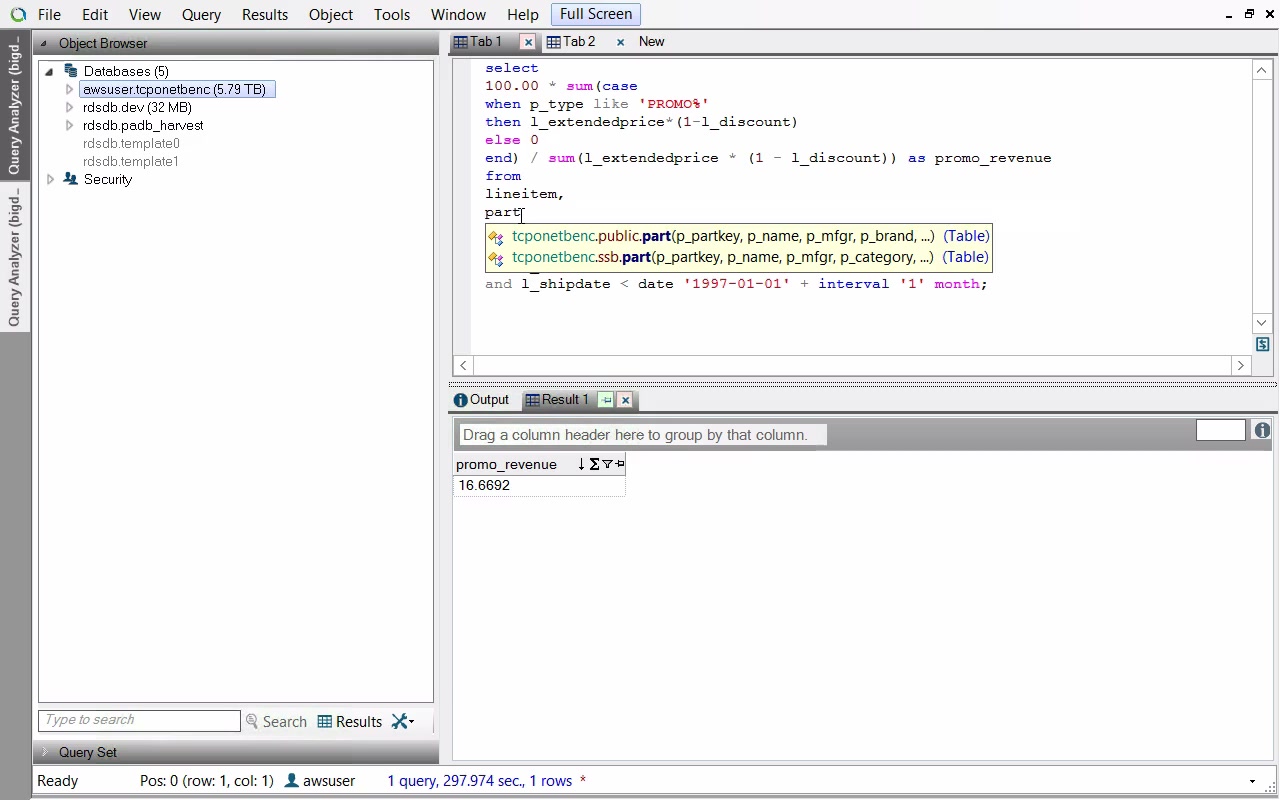 File Edit View Query Results Object Tools Window Help Full Screen
Query Analyzer (bigd...
Query Analyzer (bigd...
Object Browser
Databases (5)
awsuser.tcponetbenc (5.79 TB)
rdsdb.dev (32 MB)
rdsdb.padb_harvest
rdsdb.template0
rdsdb.template1
Security
Type to search Search Results
Query Set
Tab 1 Tab 2 New
select
100.00 * sum(case
when p_type like 'PROMO%'
then l_extendedprice*(1-l_discount)
else 0
end) / sum(l_extendedprice * (1 - l_discount)) as promo_revenue
from
lineitem,
part
tcponetbenc.public.part(p_partkey, p_name, p_mfgr, p_brand, ...) (Table)
tcponetbenc.ssb.part(p_partkey, p_name, p_mfgr, p_category, ...) (Table)
and l_shipdate < date '1997-01-01' + interval '1' month;
Output Result 1
Drag a column header here to group by that column.
promo_revenue
16.6692
Ready Pos: 0 (row: 1, col: 1) awsuser 1 query, 297.974 sec., 1 rows *